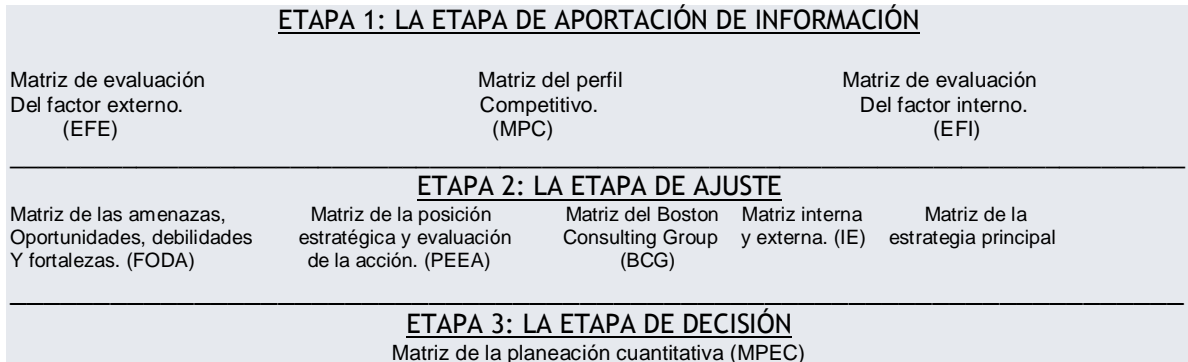 ETAPA 1: LA ETAPA DE APORTACIÓN DE INFORMACIÓN
Matriz de evaluación Matriz del perfil Matriz de evaluación
Del factor externo. Competitivo. Del factor interno.
(EFE) (MPC) (EFI)
ETAPA 2: LA ETAPA DE AJUSTE
Matriz de las amenazas, Matriz de la posición Matriz del Boston Matriz interna Matriz de la
Oportunidades, debilidades estratégica y evaluación Consulting Group y externa. (IE) estrategia principal
Y fortalezas. (FODA) de la acción. (PEEA) (BCG)
ETAPA 3: LA ETAPA DE DECISIÓN
Matriz de la planeación cuantitativa (MPEC)